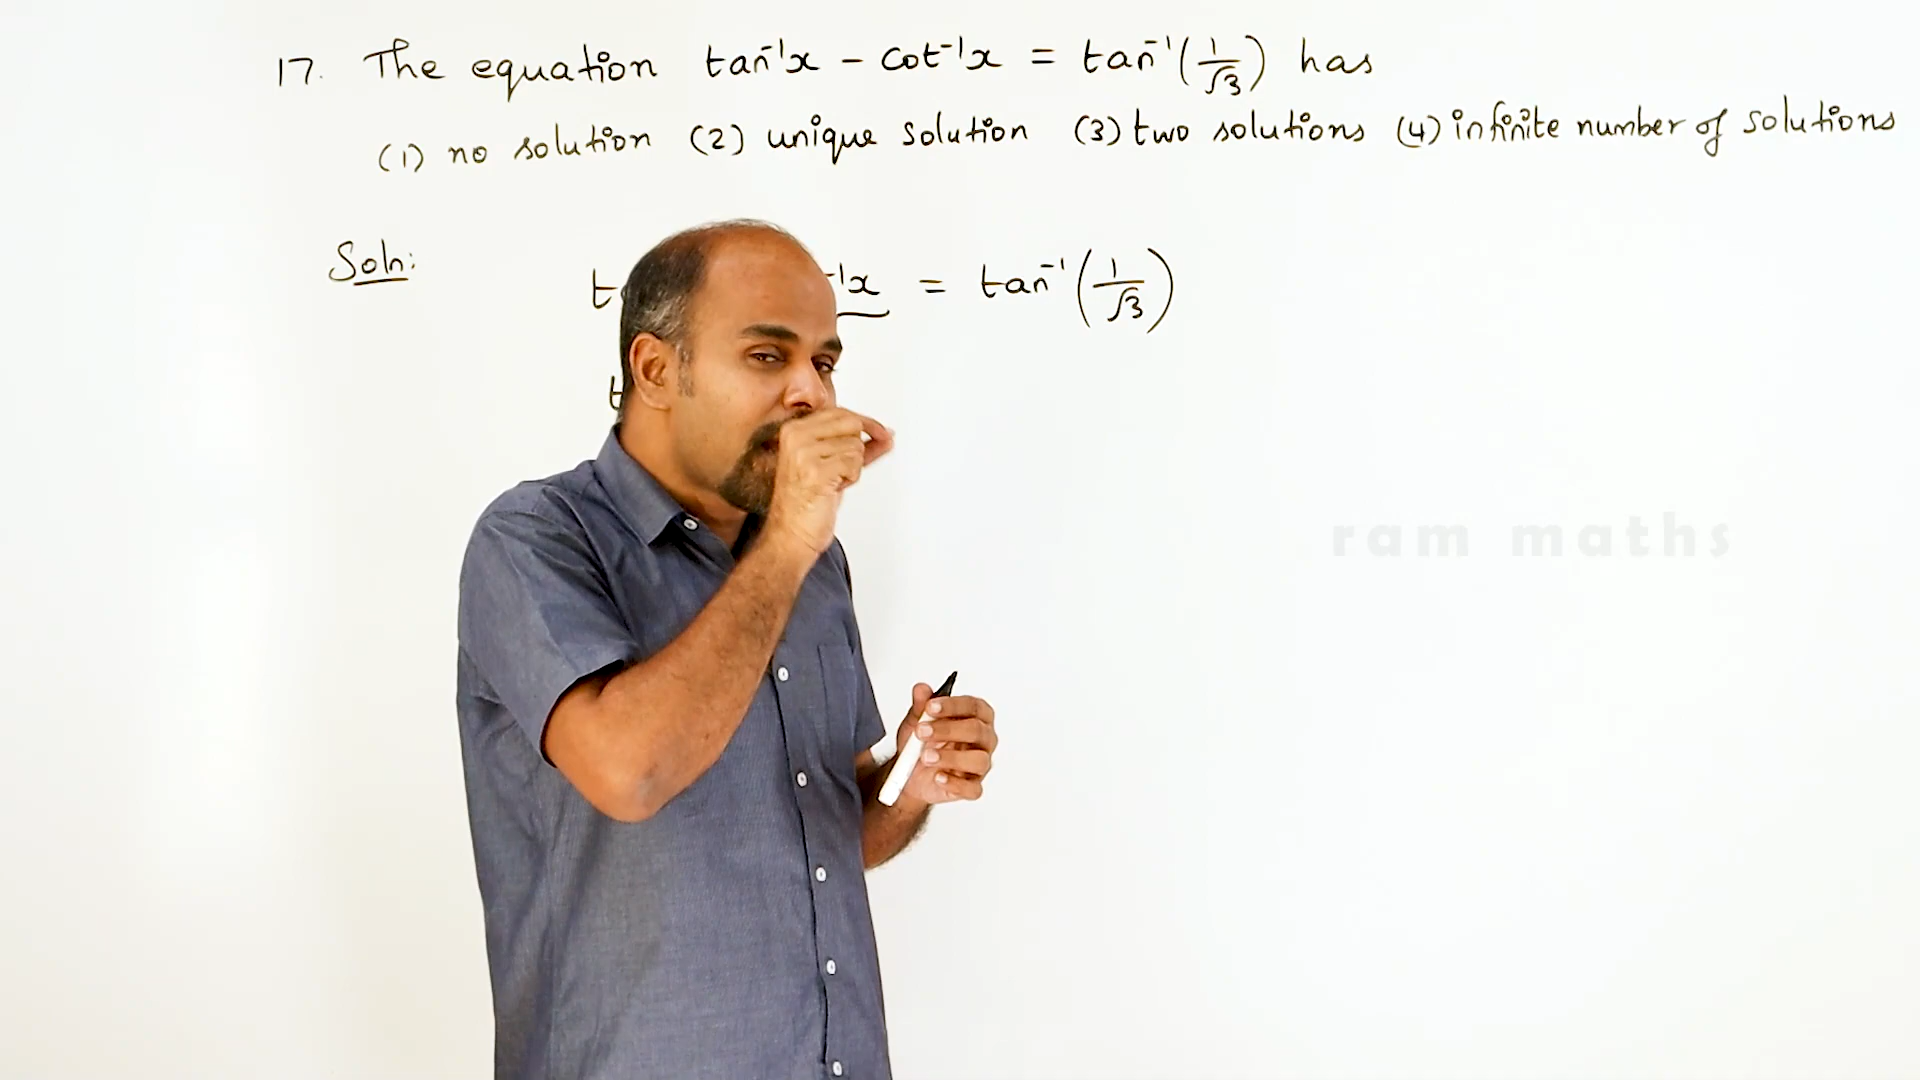 17. The equation tan⁻¹x - cot⁻¹x = tan⁻¹(1/√3) has
(1) no solution (2) unique solution (3) two solutions (4) infinite number of solutions
Soln: ⁻¹x = tan⁻¹(1/√3)
ram maths